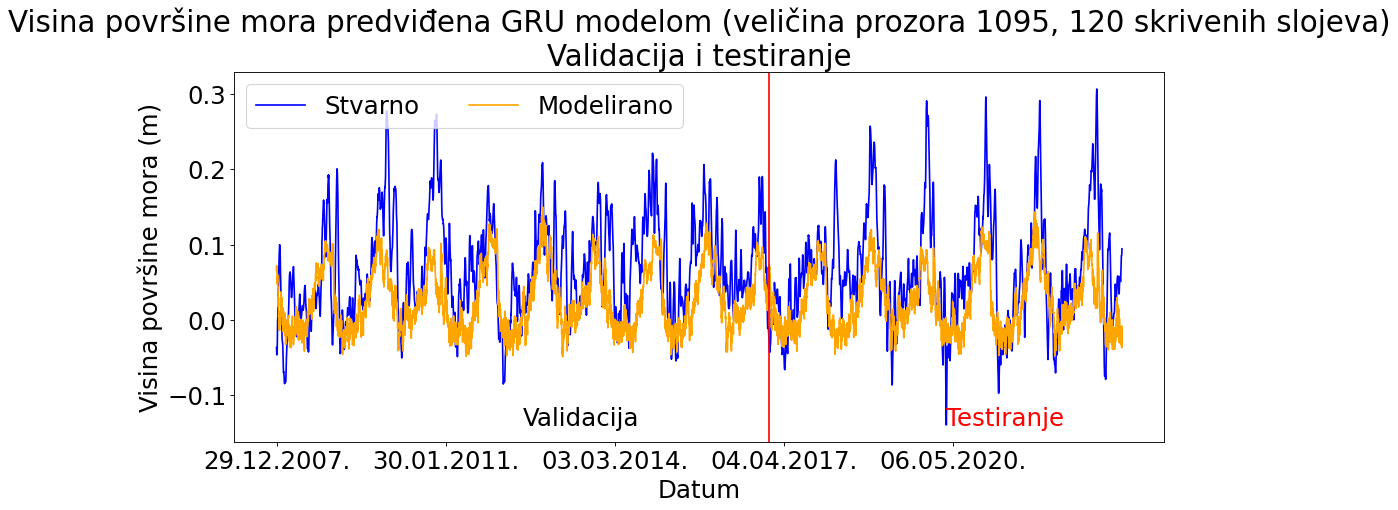 Visina površine mora predviđena GRU modelom (veličina prozora 1095, 120 skrivenih slojeva)
Validacija i testiranje
Stvarno
Modelirano
Visina površine mora (m)
0.3
0.2
0.1
0.0
−0.1
Validacija
Testiranje
29.12.2007.
30.01.2011.
03.03.2014.
04.04.2017.
06.05.2020.
Datum